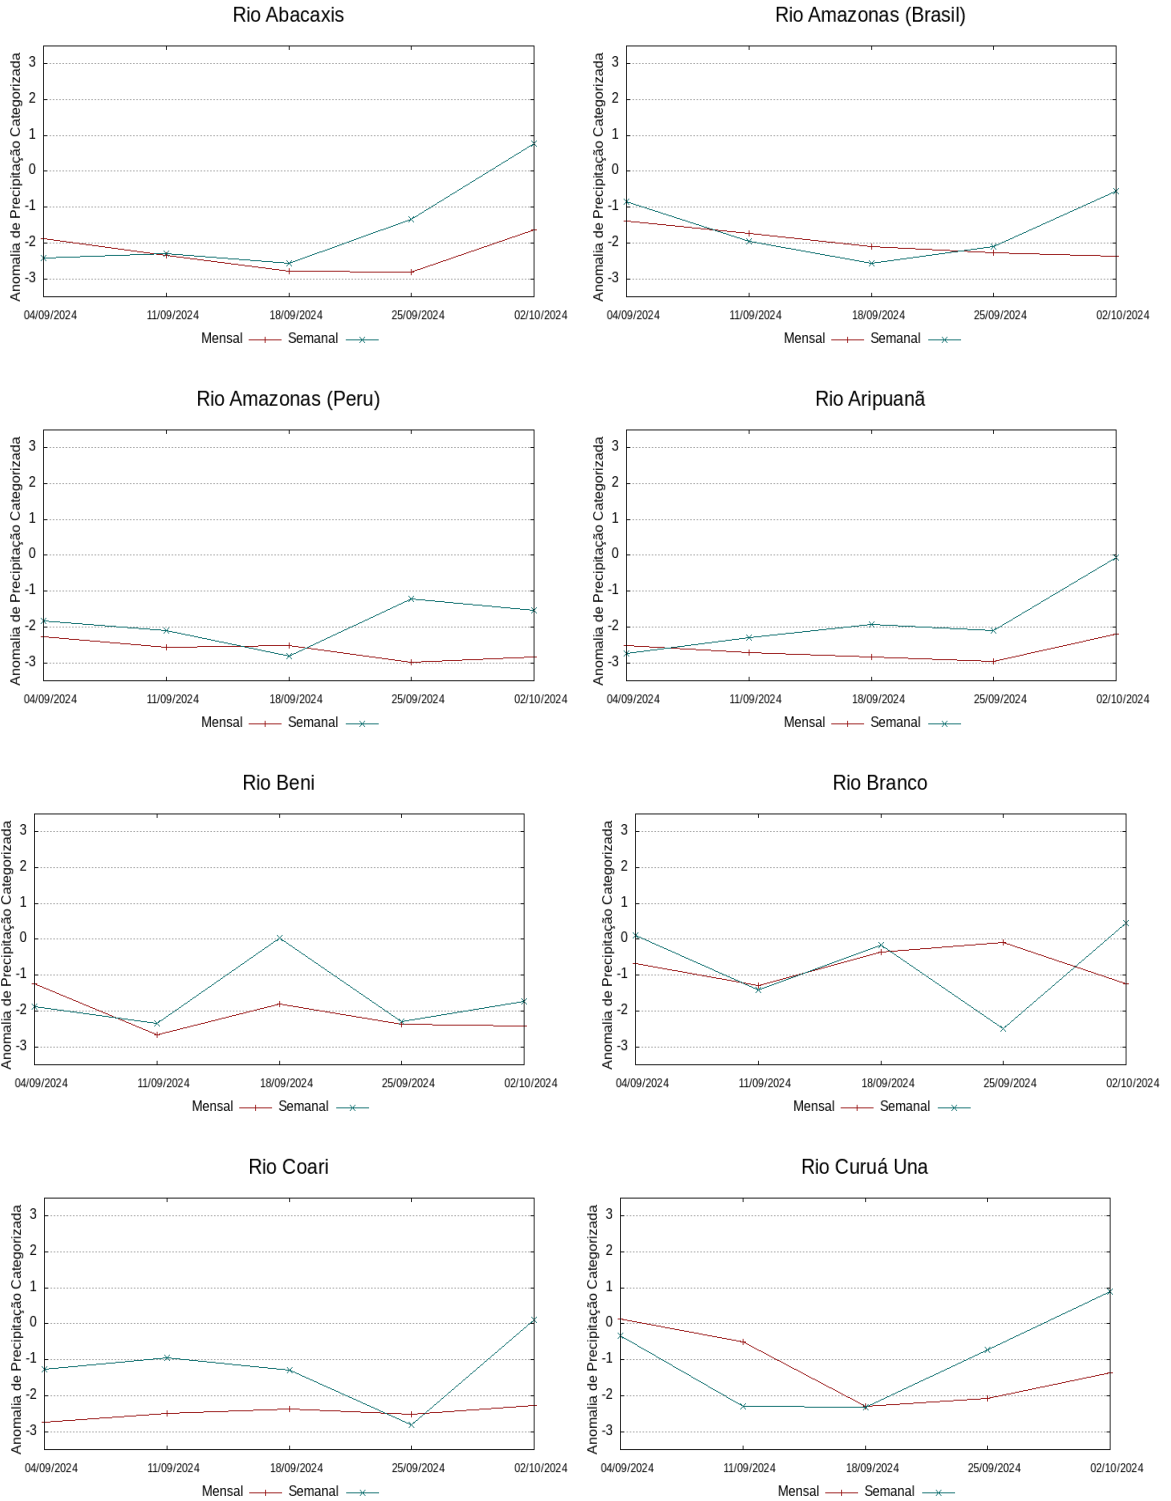 Rio Abacaxis
Anomalia de Precipitação Categorizada
3
2
1
0
-1
-2
-3
04/09/2024 11/09/2024 18/09/2024 25/09/2024 02/10/2024
Mensal Semanal
Rio Amazonas (Brasil)
Anomalia de Precipitação Categorizada
3
2
1
0
-1
-2
-3
04/09/2024 11/09/2024 18/09/2024 25/09/2024 02/10/2024
Mensal Semanal
Rio Amazonas (Peru)
Anomalia de Precipitação Categorizada
3
2
1
0
-1
-2
-3
04/09/2024 11/09/2024 18/09/2024 25/09/2024 02/10/2024
Mensal Semanal
Rio Aripuanã
Anomalia de Precipitação Categorizada
3
2
1
0
-1
-2
-3
04/09/2024 11/09/2024 18/09/2024 25/09/2024 02/10/2024
Mensal Semanal
Rio Beni
Anomalia de Precipitação Categorizada
3
2
1
0
-1
-2
-3
04/09/2024 11/09/2024 18/09/2024 25/09/2024 02/10/2024
Mensal Semanal
Rio Branco
Anomalia de Precipitação Categorizada
3
2
1
0
-1
-2
-3
04/09/2024 11/09/2024 18/09/2024 25/09/2024 02/10/2024
Mensal Semanal
Rio Coari
Anomalia de Precipitação Categorizada
3
2
1
0
-1
-2
-3
04/09/2024 11/09/2024 18/09/2024 25/09/2024 02/10/2024
Mensal Semanal
Rio Curuá Una
Anomalia de Precipitação Categorizada
3
2
1
0
-1
-2
-3
04/09/2024 11/09/2024 18/09/2024 25/09/2024 02/10/2024
Mensal Semanal